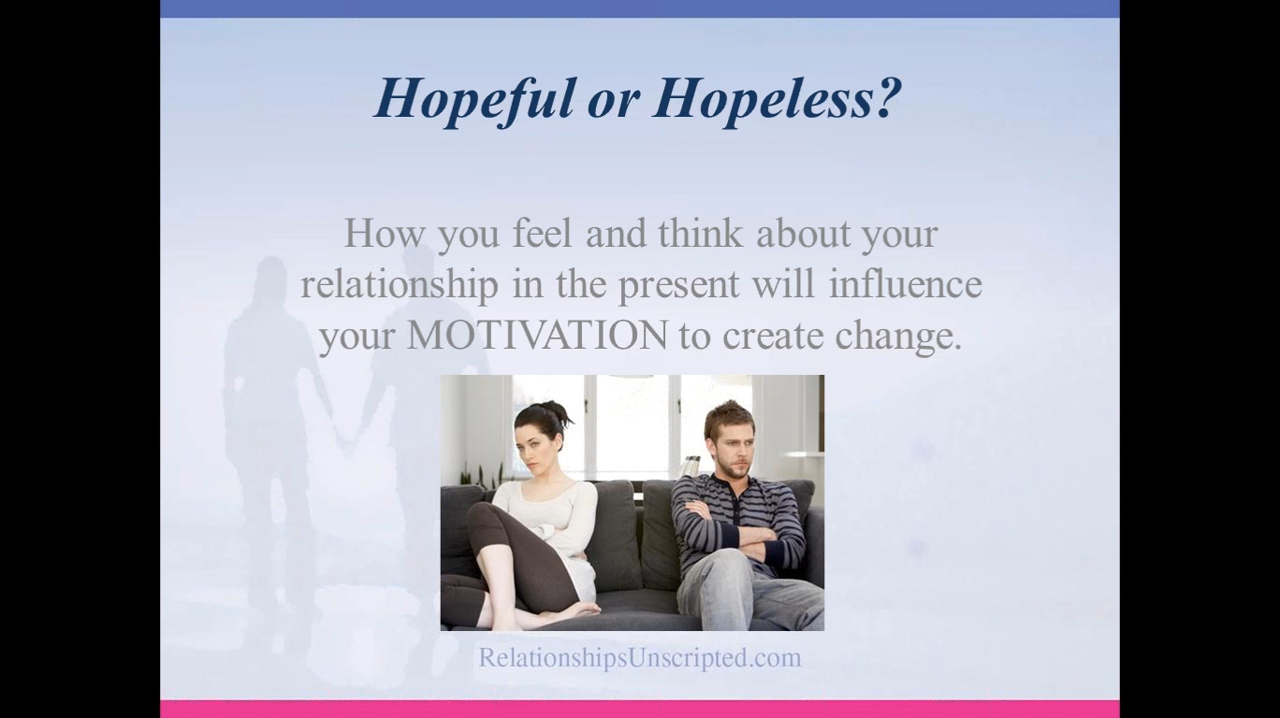 Hopeful or Hopeless?
How you feel and think about your
relationship in the present will influence
your MOTIVATION to create change.
RelationshipsUnscripted.com